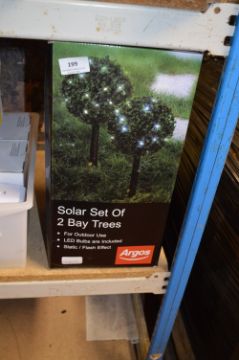 199
Solar Set Of
2 Bay Trees
• For Outdoor Use
• LED Bulbs are Included
• Static / Flash Effect
Argos